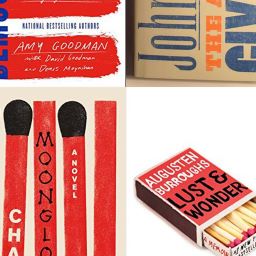 NATIONAL BESTSELLING AUTHORS
AMY GOODMAN
with David Goodman
and Denis Moynihan
John
THE
MOONGLO
A NOVEL
CHA
AUGUSTEN
BURROUGHS
LUST &
WONDER
A MEMOIR